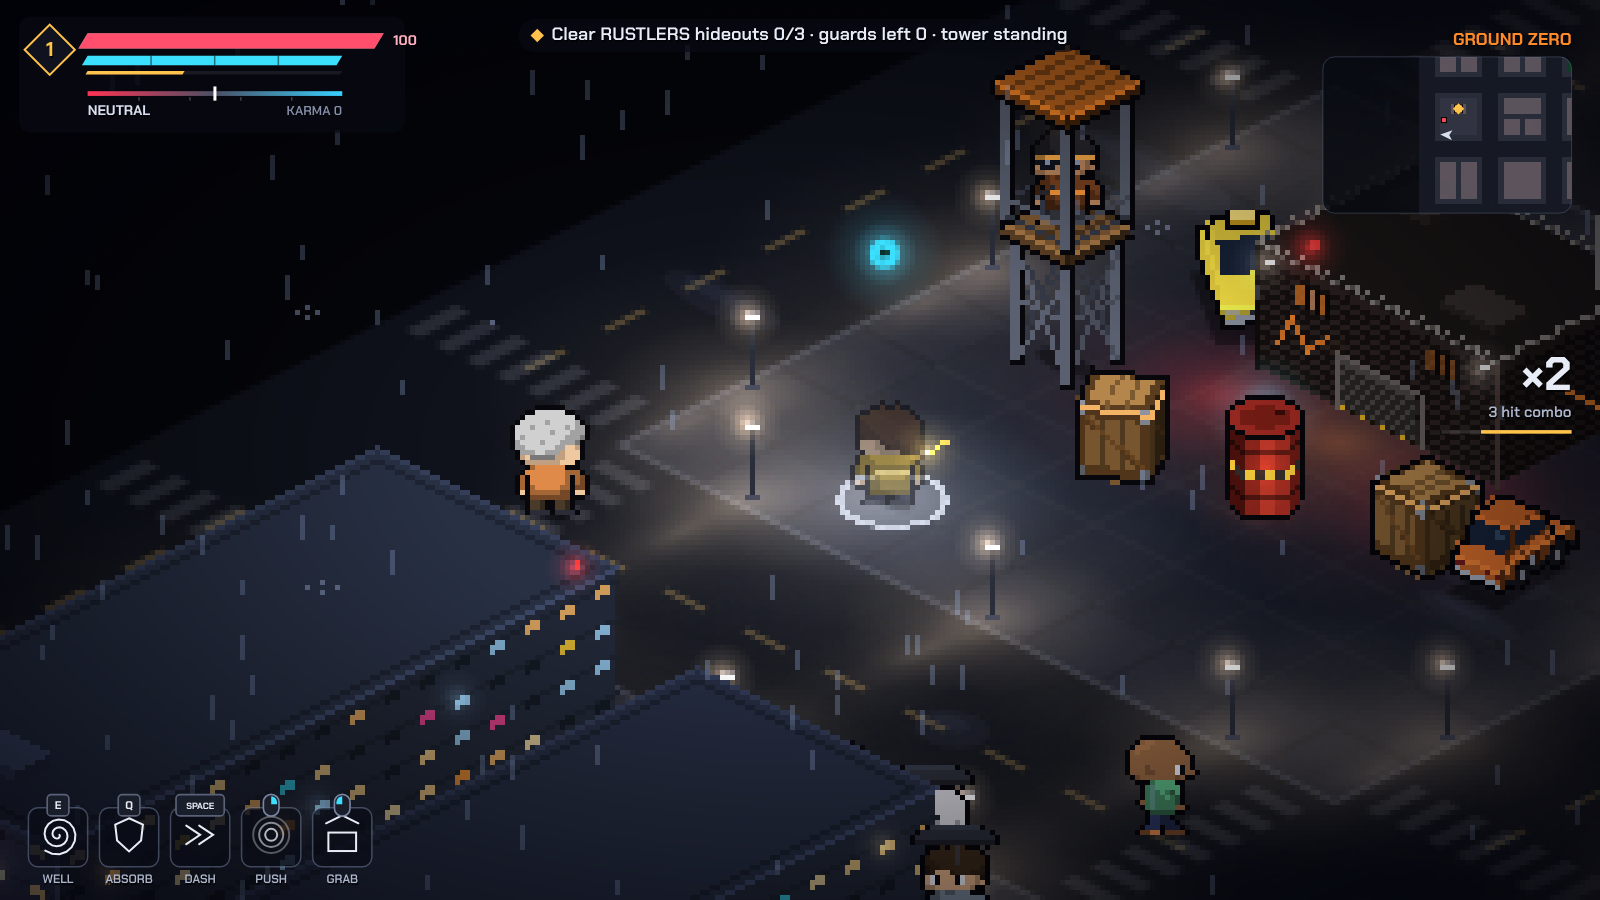 1
100
NEUTRAL
KARMA 0
Clear RUSTLERS hideouts 0/3 · guards left 0 · tower standing
GROUND ZERO
×2
3 hit combo
E
Q
SPACE
WELL
ABSORB
DASH
PUSH
GRAB